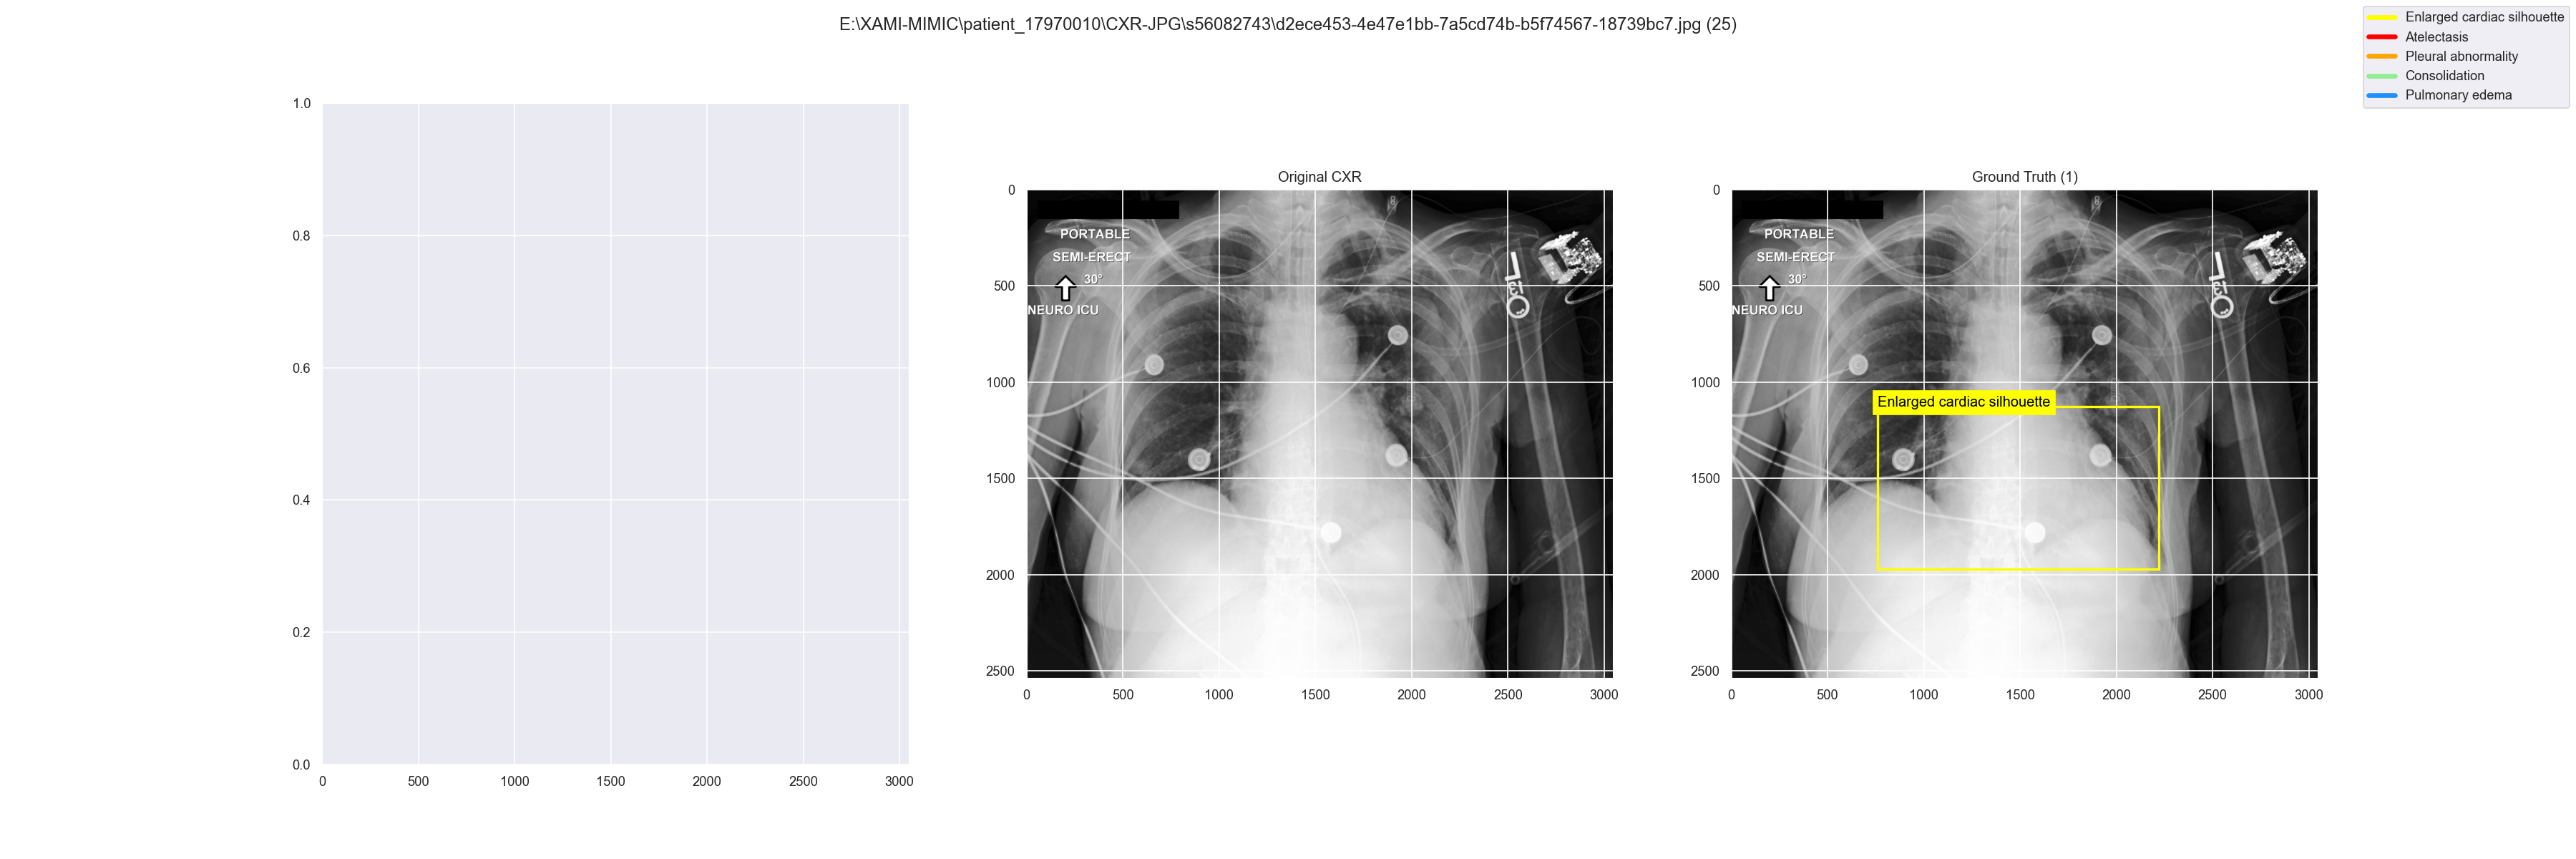 E:\XAMI-MIMIC\patient_17970010\CXR-JPG\s56082743\d2ece453-4e47e1bb-7a5cd74b-b5f74567-18739bc7.jpg (25)
Enlarged cardiac silhouette
Atelectasis
Pleural abnormality
Consolidation
Pulmonary edema
1.0
0.8
0.6
0.4
0.2
0.0
0 500 1000 1500 2000 2500 3000
Original CXR
0
500
1000
1500
2000
2500
0 500 1000 1500 2000 2500 3000
PORTABLE
SEMI-ERECT
30°
NEURO ICU
L
Ground Truth (1)
0
500
1000
1500
2000
2500
0 500 1000 1500 2000 2500 3000
PORTABLE
SEMI-ERECT
30°
NEURO ICU
L
Enlarged cardiac silhouette